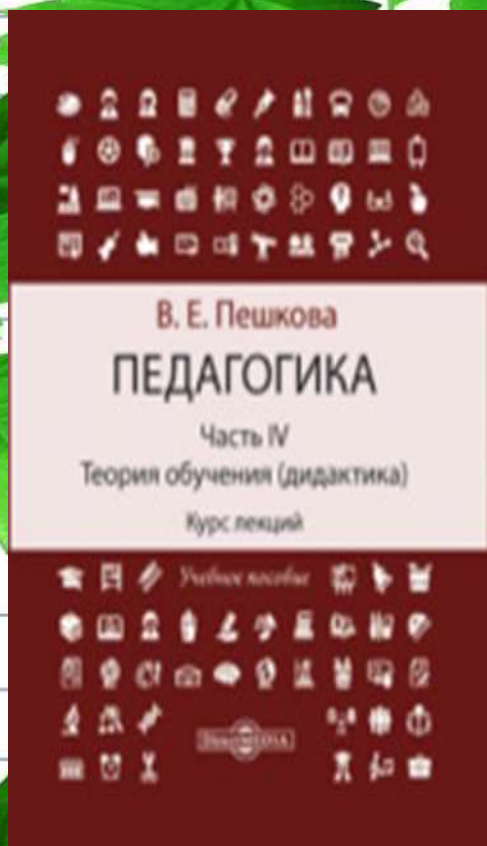 В. Е. Пешкова
ПЕДАГОГИКА
Часть IV
Теория обучения (дидактика)
Курс лекций
Учебное пособие